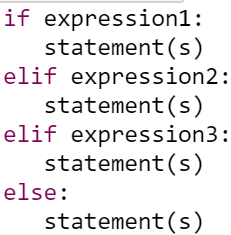 if expression1:
   statement(s)
elif expression2:
   statement(s)
elif expression3:
   statement(s)
else:
   statement(s)